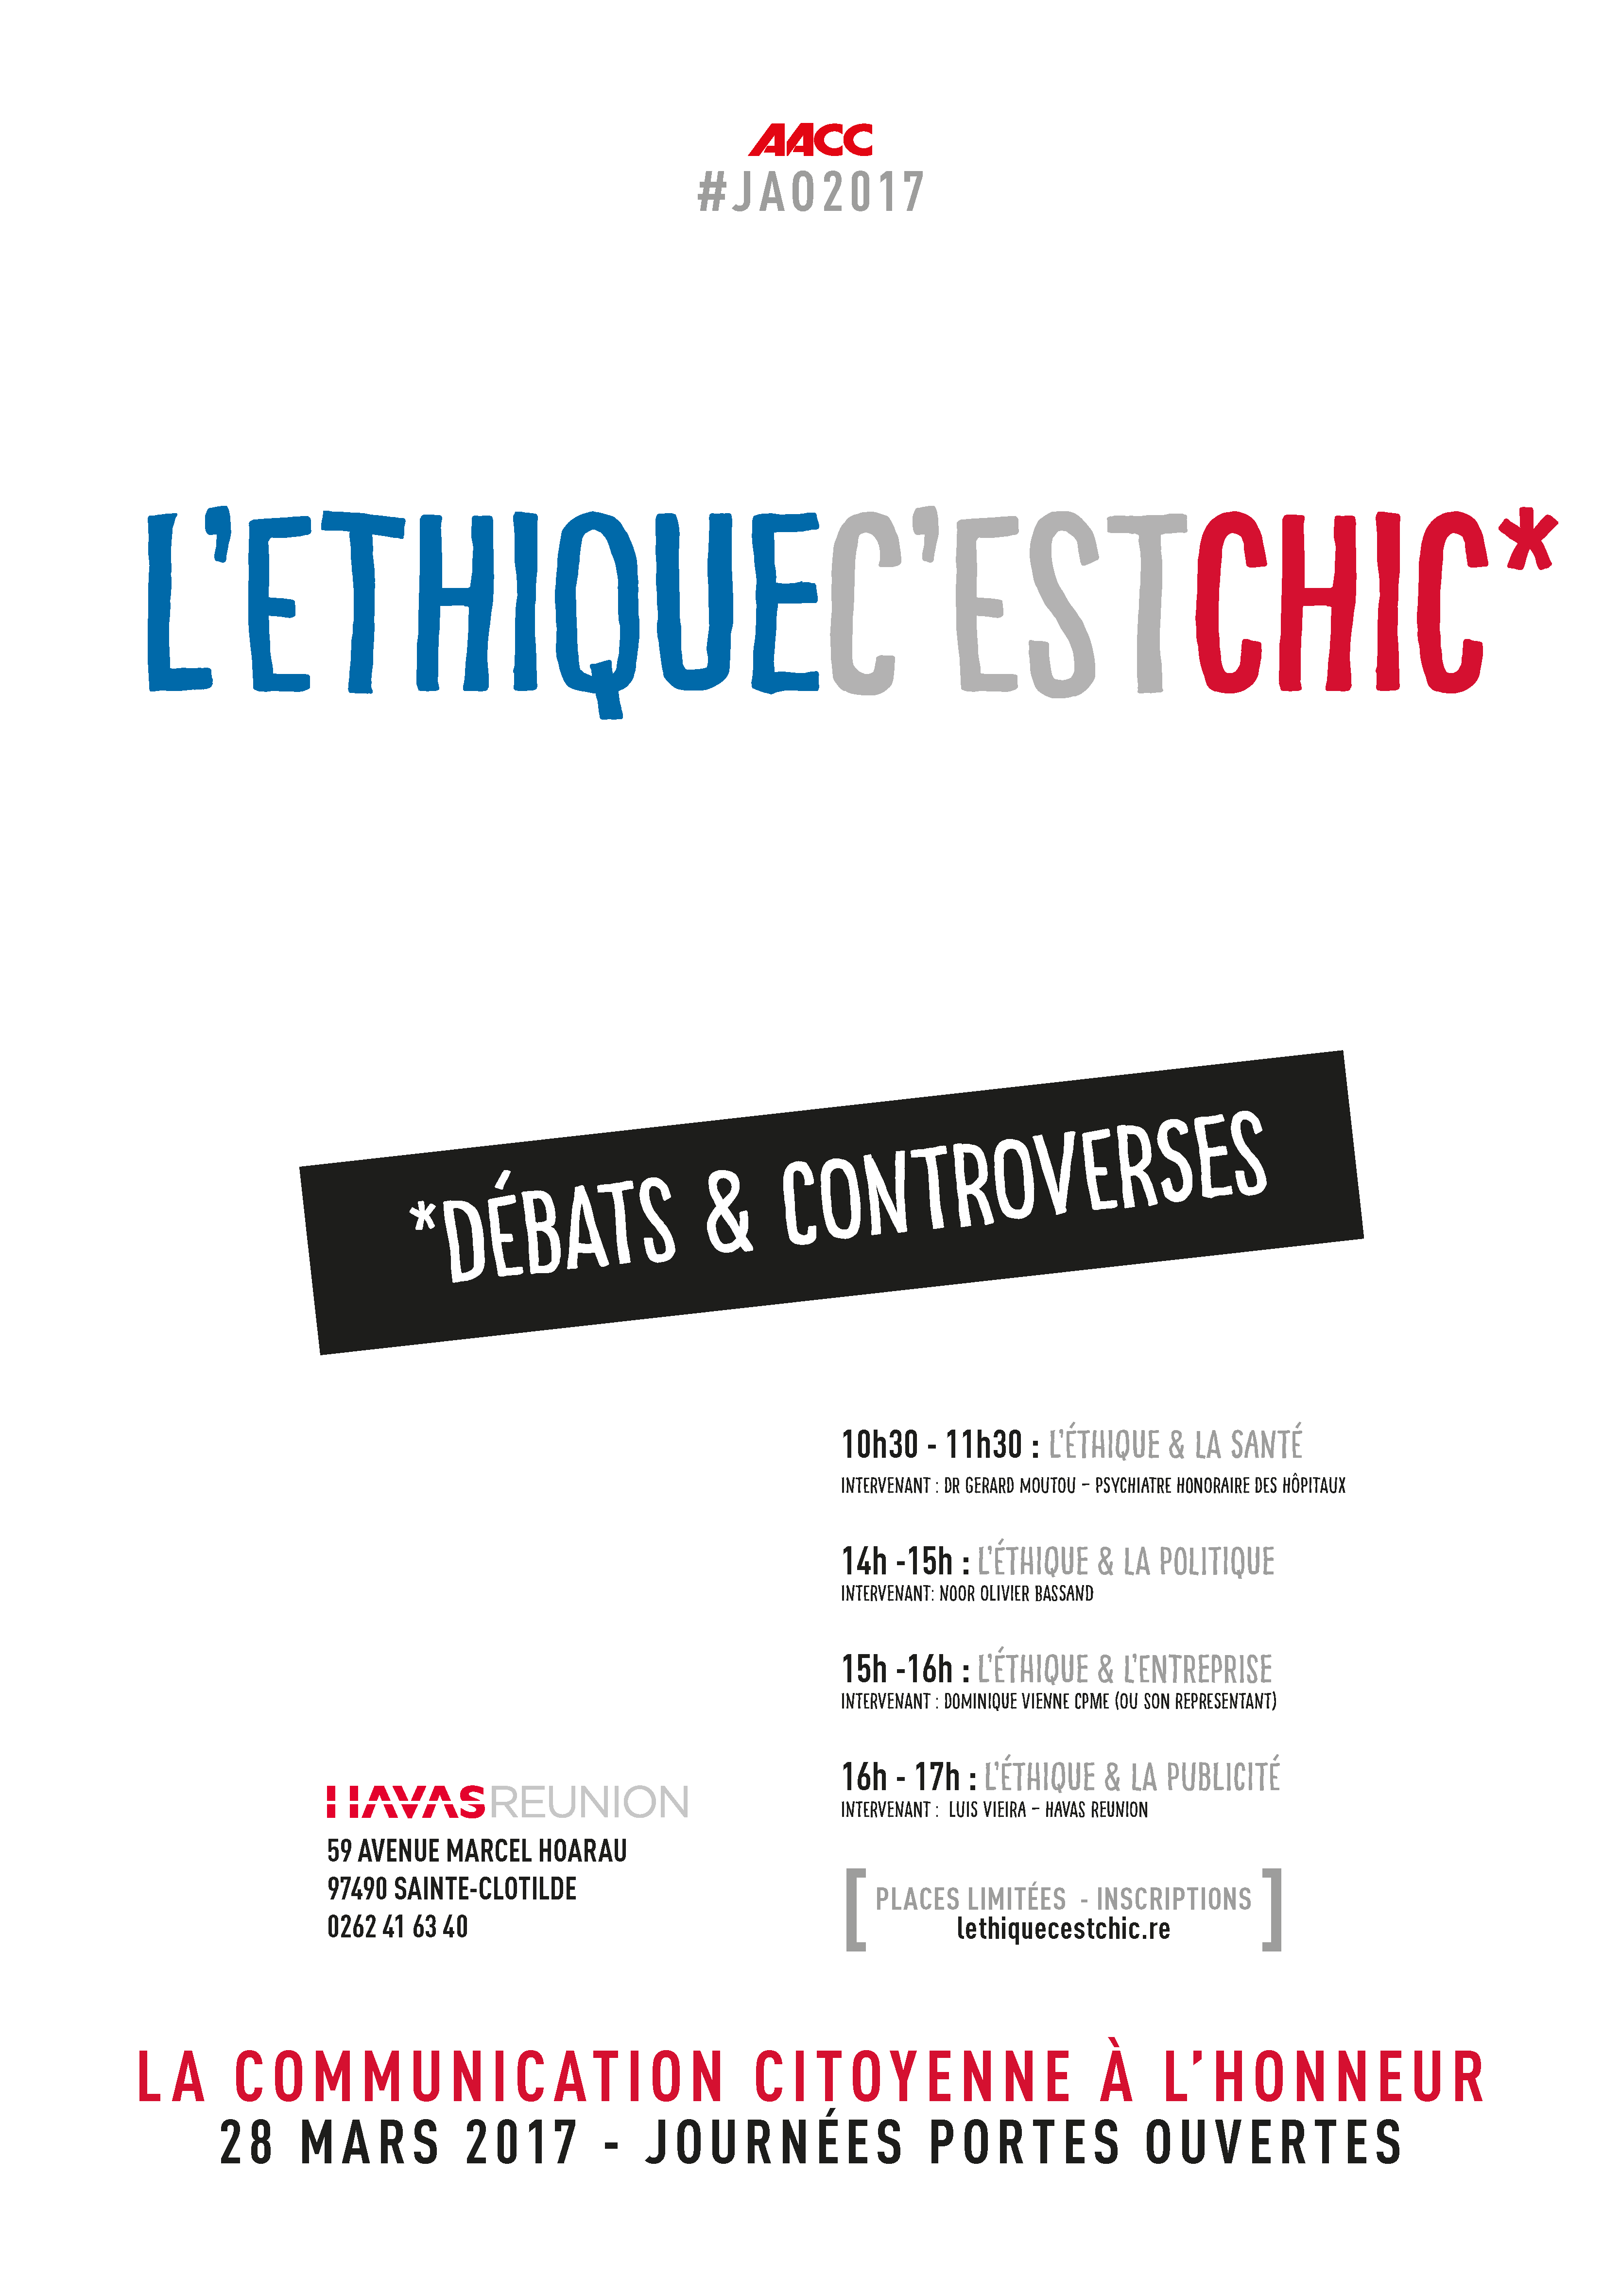 AACC
#JAO2017
L'ETHIQUEC'ESTCHIC*
*DÉBATS & CONTROVERSES
10h30 - 11h30 : L'ÉTHIQUE & LA SANTÉ
INTERVENANT : DR GERARD MOUTOU – PSYCHIATRE HONORAIRE DES HÔPITAUX
14h -15h : L'ÉTHIQUE & LA POLITIQUE
INTERVENANT: NOOR OLIVIER BASSAND
15h -16h : L'ÉTHIQUE & L'ENTREPRISE
INTERVENANT : DOMINIQUE VIENNE CPME (OU SON REPRESENTANT)
16h - 17h : L'ÉTHIQUE & LA PUBLICITÉ
INTERVENANT : LUIS VIEIRA – HAVAS REUNION
HAVAS REUNION
59 AVENUE MARCEL HOARAU
97490 SAINTE-CLOTILDE
0262 41 63 40
[ PLACES LIMITÉES - INSCRIPTIONS
lethiquecestchic.re ]
LA COMMUNICATION CITOYENNE À L'HONNEUR
28 MARS 2017 - JOURNÉES PORTES OUVERTES